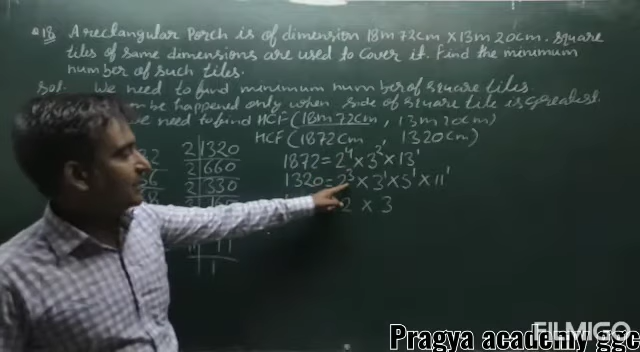 Q.18. A rectangular Porch is of dimension 18m 72cm × 13m 20cm. square
tiles of same dimensions are used to cover it. Find the minimum
number of such tiles.
Sol. We need to find minimum number of square tiles.
be happened only when side of square tile is greatest.
we need to find HCF (18m 72cm, 13m 20cm)
HCF (1872cm, 1320cm)
2 1320 1872 = 2⁴ × 3² × 13¹
2 660 1320 = 2³ × 3¹ × 5¹ × 11¹
2 330 2 × 3
1
Pragya academy ggc
FILMIGO